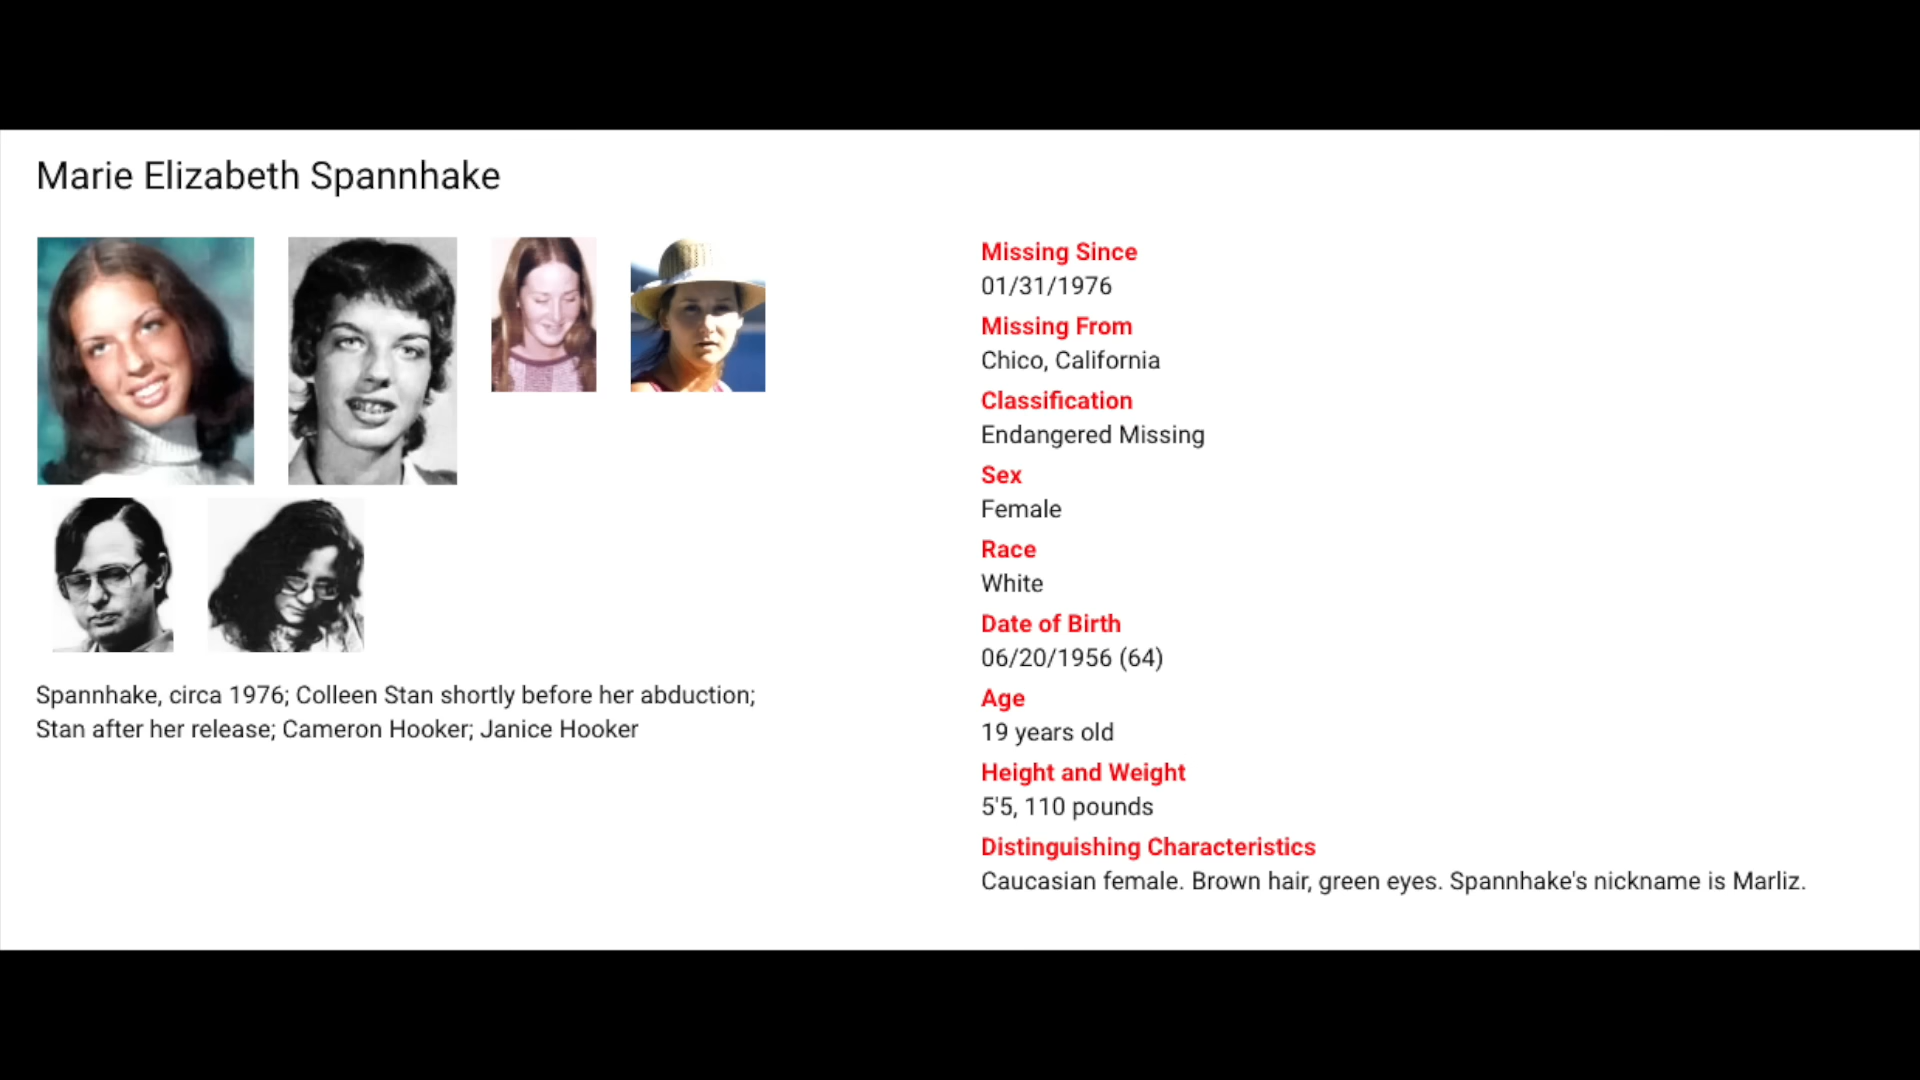 Marie Elizabeth Spannhake
Spannhake, circa 1976; Colleen Stan shortly before her abduction;
Stan after her release; Cameron Hooker; Janice Hooker
Missing Since
01/31/1976
Missing From
Chico, California
Classification
Endangered Missing
Sex
Female
Race
White
Date of Birth
06/20/1956 (64)
Age
19 years old
Height and Weight
5'5, 110 pounds
Distinguishing Characteristics
Caucasian female. Brown hair, green eyes. Spannhake's nickname is Marliz.